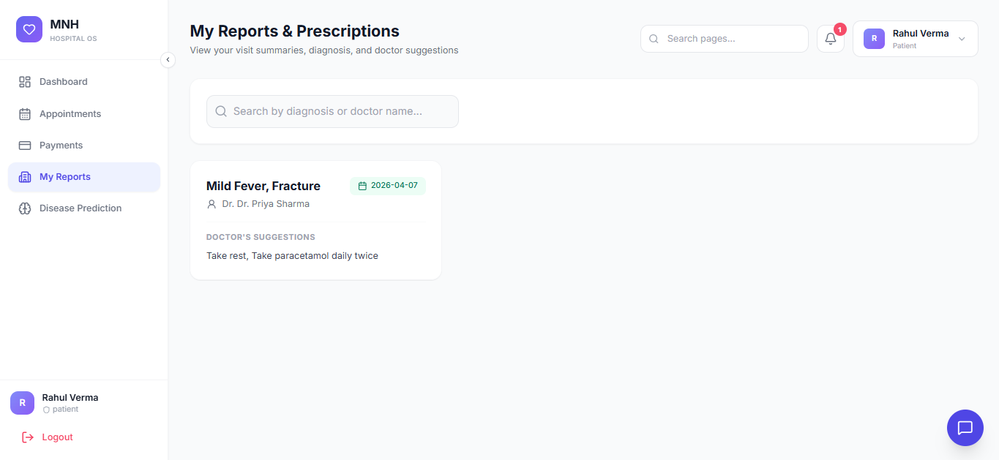 MNH
HOSPITAL OS
Dashboard
Appointments
Payments
My Reports
Disease Prediction
Rahul Verma
R
patient
Logout
My Reports & Prescriptions
View your visit summaries, diagnosis, and doctor suggestions
Search pages...
1
R
Rahul Verma
Patient
Search by diagnosis or doctor name...
Mild Fever, Fracture
2026-04-07
Dr. Dr. Priya Sharma
DOCTOR'S SUGGESTIONS
Take rest, Take paracetamol daily twice